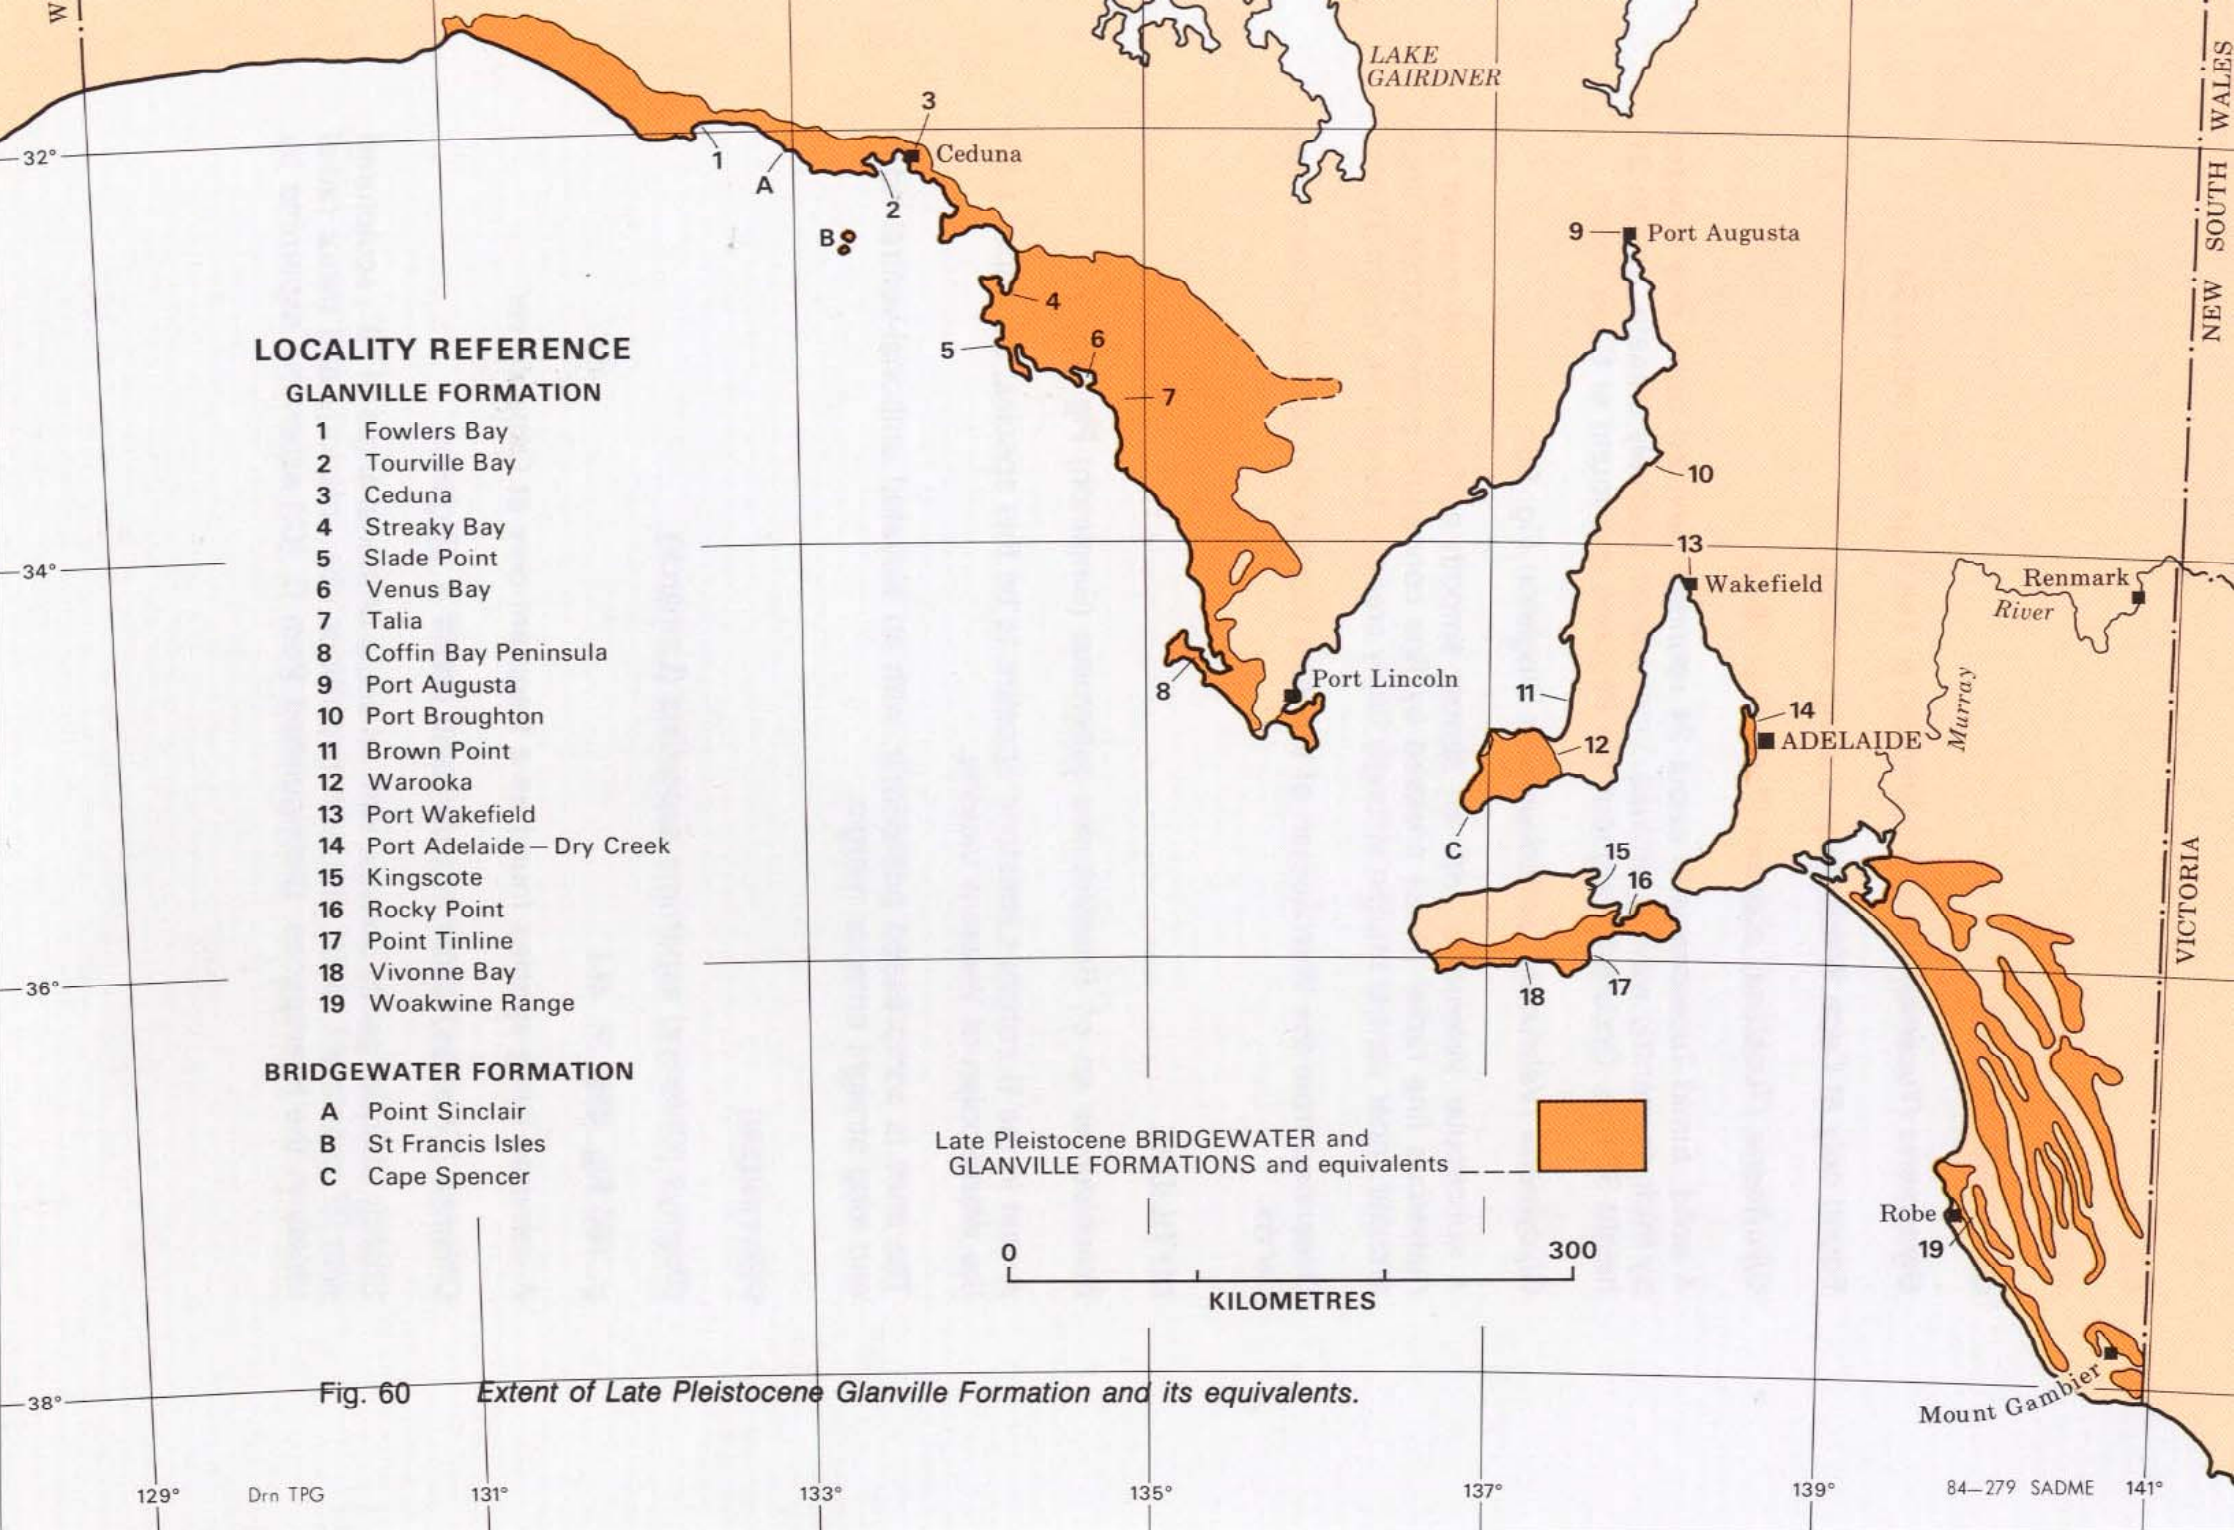 W
LAKE
GAIRDNER
NEW SOUTH WALES
3
Ceduna
32°
1
A
2
B
9
Port Augusta
4
5
6
7
10
LOCALITY REFERENCE
GLANVILLE FORMATION
1 Fowlers Bay
2 Tourville Bay
3 Ceduna
4 Streaky Bay
5 Slade Point
6 Venus Bay
7 Talia
8 Coffin Bay Peninsula
9 Port Augusta
10 Port Broughton
11 Brown Point
12 Warooka
13 Port Wakefield
14 Port Adelaide — Dry Creek
15 Kingscote
16 Rocky Point
17 Point Tinline
18 Vivonne Bay
19 Woakwine Range
BRIDGEWATER FORMATION
A Point Sinclair
B St Francis Isles
C Cape Spencer
34°
13
Wakefield
Renmark
River
Murray
8
Port Lincoln
11
12
14
ADELAIDE
C
15
16
VICTORIA
36°
18
17
Late Pleistocene BRIDGEWATER and
GLANVILLE FORMATIONS and equivalents
Robe
19
0 300
KILOMETRES
Mount Gambier
38°
Fig. 60 Extent of Late Pleistocene Glanville Formation and its equivalents.
129° Drn TPG 131° 133° 135° 137° 139° 84—279 SADME 141°